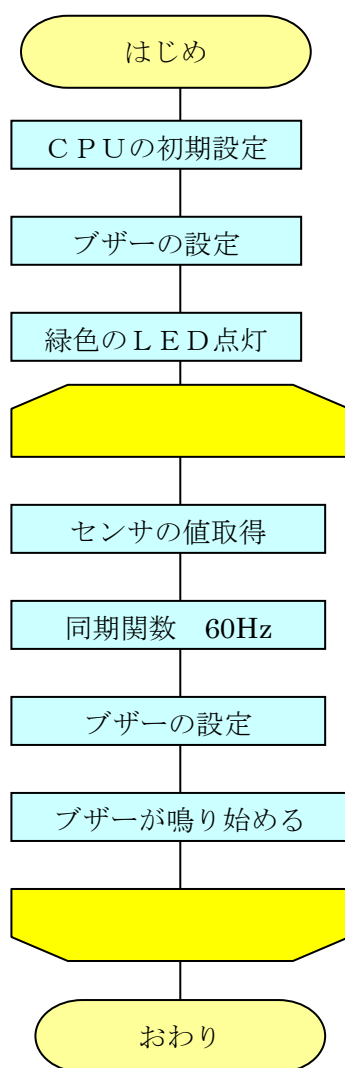 はじめ
ＣＰＵの初期設定
ブザーの設定
緑色のＬＥＤ点灯
センサの値取得
同期関数　60Hz
ブザーの設定
ブザーが鳴り始める
おわり